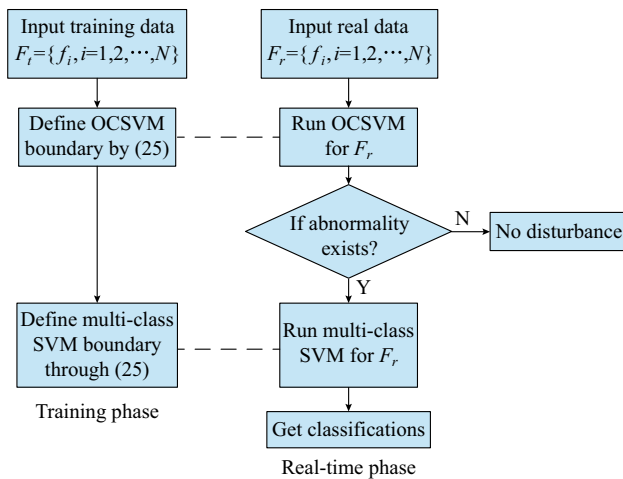 Input training data
F_t={f_i,i=1,2,⋯,N}
Define OCSVM
boundary by (25)
Define multi-class
SVM boundary
through (25)
Training phase
Input real data
F_r={f_i,i=1,2,⋯,N}
Run OCSVM
for F_r
If abnormality
exists?
N
No disturbance
Y
Run multi-class
SVM for F_r
Get classifications
Real-time phase